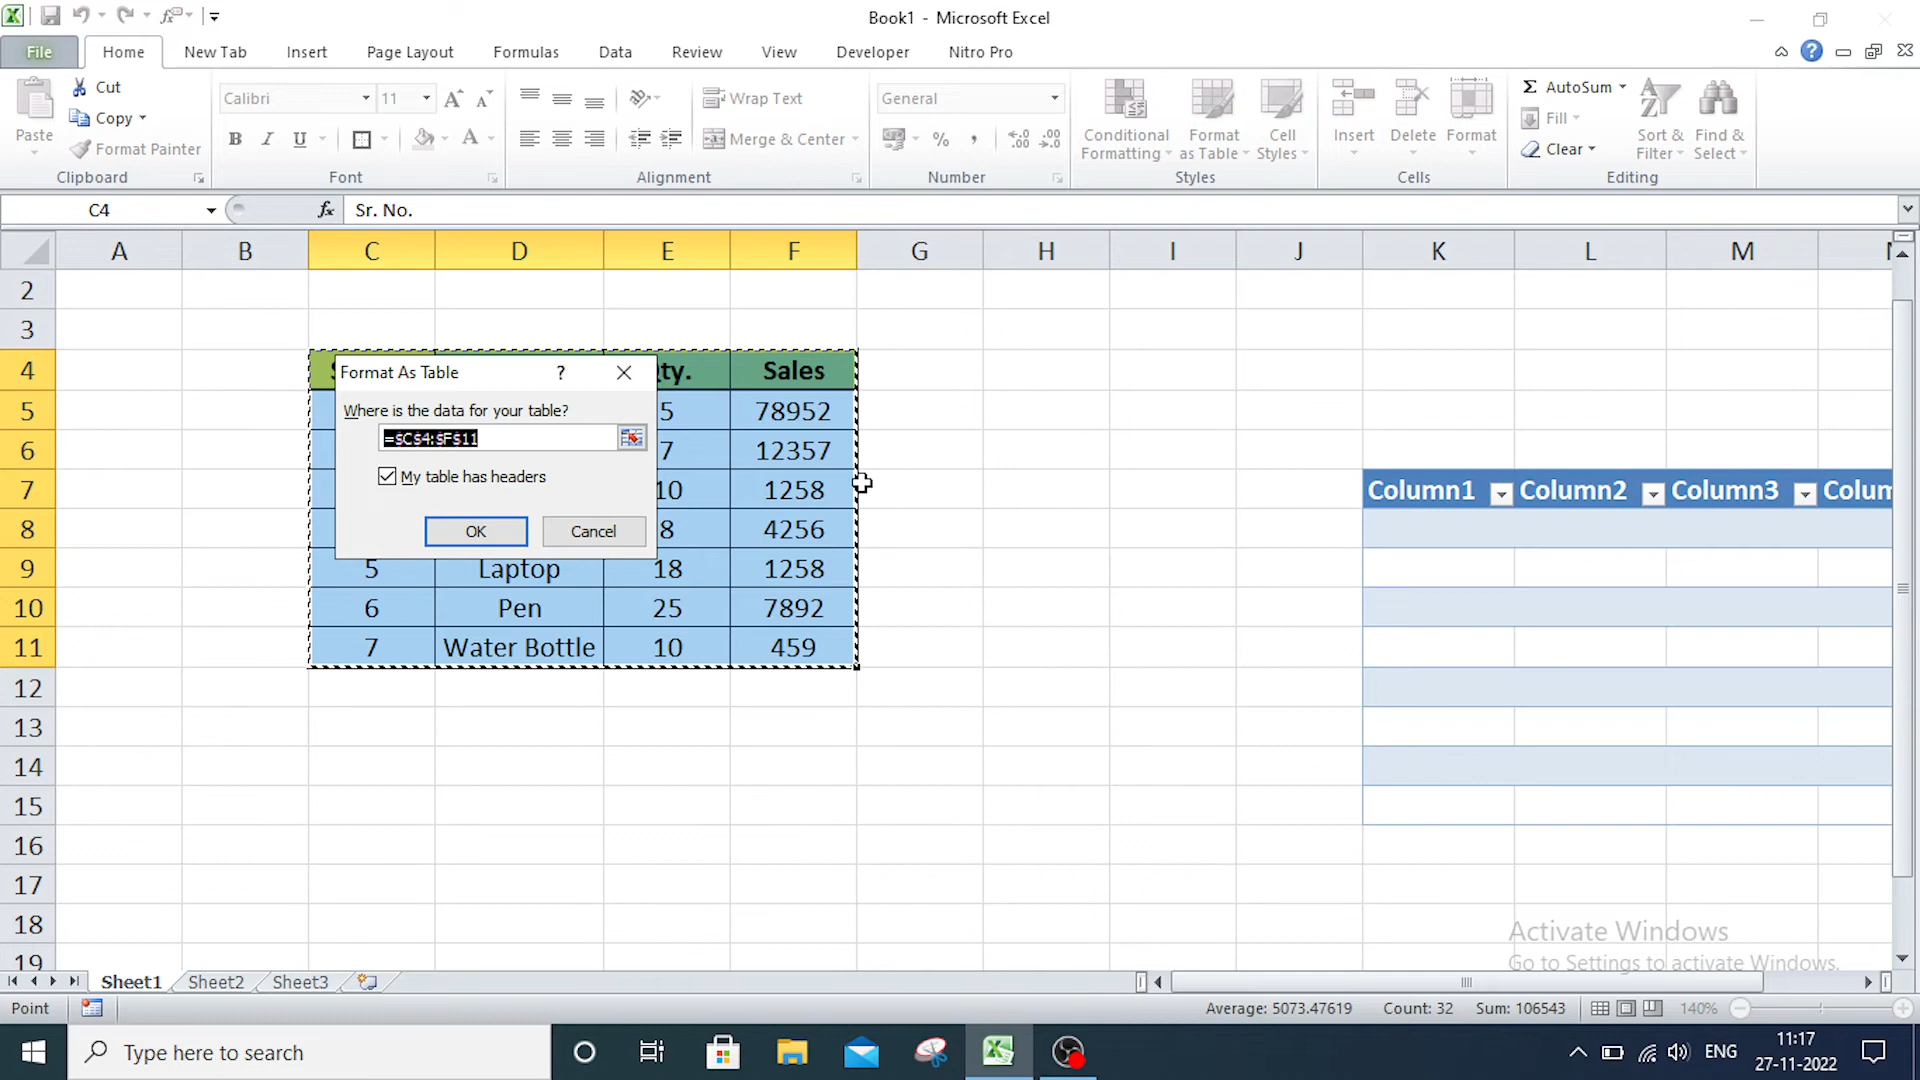 Book1 - Microsoft Excel
File Home New Tab Insert Page Layout Formulas Data Review View Developer Nitro Pro
Paste
Cut
Copy
Format Painter
Clipboard
Calibri 11
B I U
Font
Wrap Text
Merge & Center
Alignment
General
%
Number
Conditional Formatting
Format as Table
Cell Styles
Styles
Insert
Delete
Format
Cells
Σ AutoSum
Fill
Clear
Sort & Filter
Find & Select
Editing
C4 fx Sr. No.
A B C D E F G H I J K L M
2
3
4 Qty. Sales
5 5 78952
6 7 12357
7 10 1258 Column1 Column2 Column3 Colum
8 8 4256
9 5 Laptop 18 1258
10 6 Pen 25 7892
11 7 Water Bottle 10 459
12
13
14
15
16
17
18
19
Format As Table ?
Where is the data for your table?
=$C$4:$F$11
My table has headers
OK Cancel
Activate Windows
Go to Settings to activate Windows.
Sheet1 Sheet2 Sheet3
Point Average: 5073.47619 Count: 32 Sum: 106543 140%
Type here to search
ENG
11:17
27-11-2022